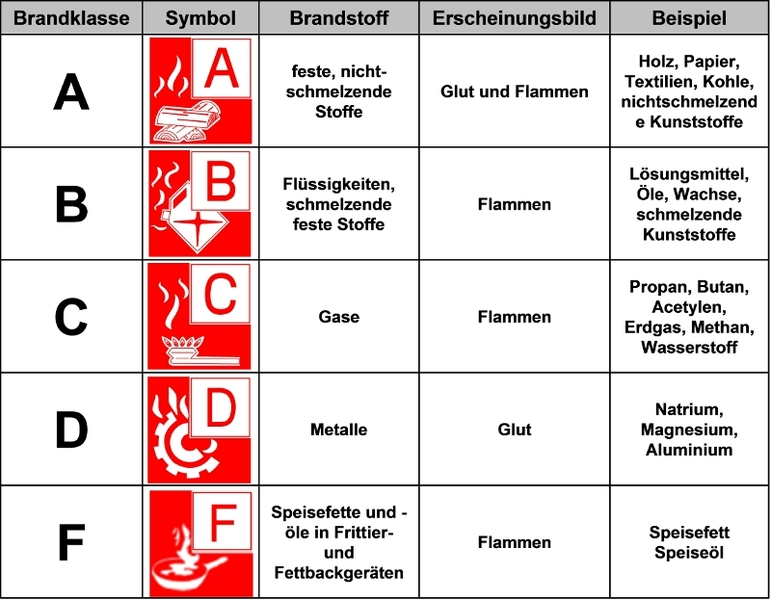 Brandklasse Symbol Brandstoff Erscheinungsbild Beispiel
A
A
feste, nicht-
schmelzende
Stoffe
Glut und Flammen
Holz, Papier,
Textilien, Kohle,
nichtschmelzend
e Kunststoffe
B
B
Flüssigkeiten,
schmelzende
feste Stoffe
Flammen
Lösungsmittel,
Öle, Wachse,
schmelzende
Kunststoffe
C
C
Gase
Flammen
Propan, Butan,
Acetylen,
Erdgas, Methan,
Wasserstoff
D
D
Metalle
Glut
Natrium,
Magnesium,
Aluminium
F
F
Speisefette und -
öle in Frittier-
und
Fettbackgeräten
Flammen
Speisefett
Speiseöl